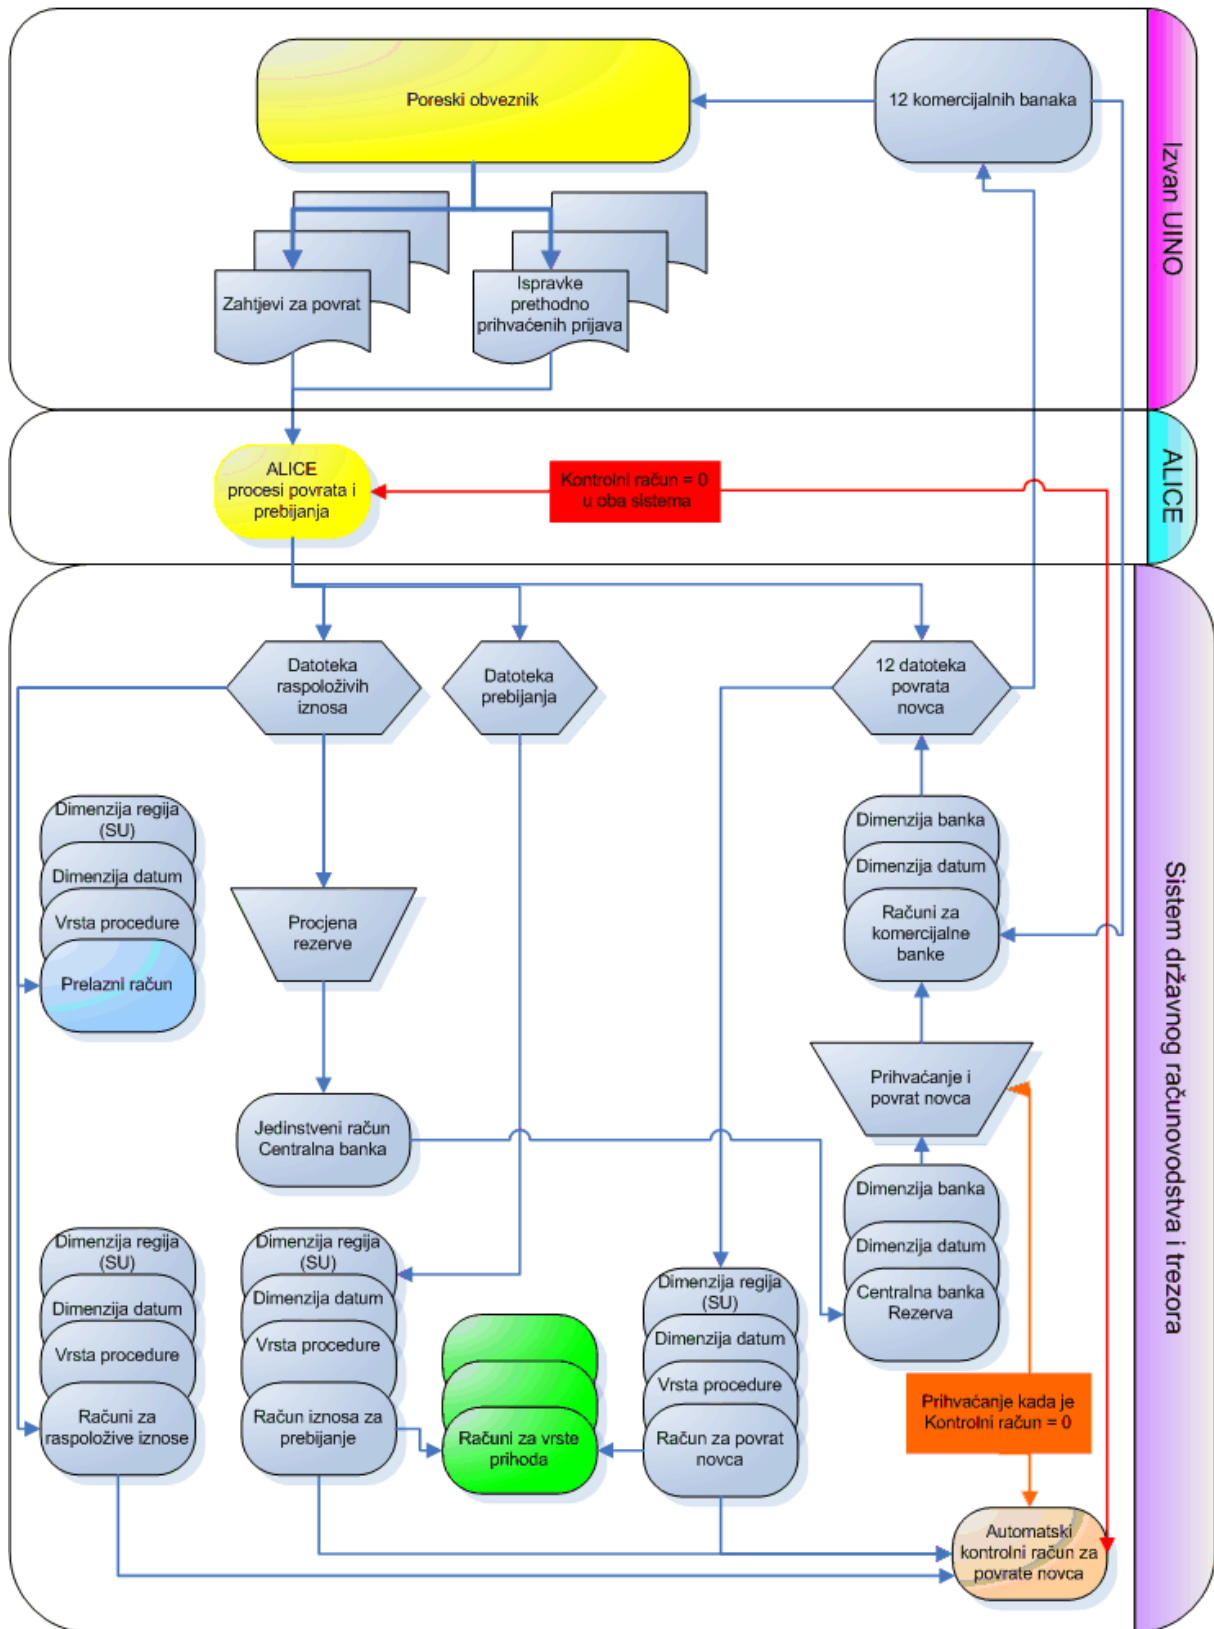 Poreski obveznik
12 komercijalnih banaka
Izvan UINO
Zahtjevi za povrat
Ispravke
prethodno
prihvaćenih prijava
ALICE
procesi povrata i
prebijanja
Kontrolni račun = 0
u oba sistema
ALICE
Datoteka
raspoloživih
iznosa
Datoteka
prebijanja
12 datoteka
povrata
novca
Dimenzija regija
(SU)
Dimenzija datum
Vrsta procedure
Prelazni račun
Procjena
rezerve
Dimenzija banka
Dimenzija datum
Računi za
komercijalne
banke
Prihvaćanje i
povrat novca
Jedinstveni račun
Centralna banka
Dimenzija banka
Dimenzija datum
Centralna banka
Rezerva
Sistem državnog računovodstva i trezora
Dimenzija regija
(SU)
Dimenzija datum
Vrsta procedure
Računi za
raspoložive iznose
Dimenzija regija
(SU)
Dimenzija datum
Vrsta procedure
Račun iznosa za
prebijanje
Računi za vrste
prihoda
Dimenzija regija
(SU)
Dimenzija datum
Vrsta procedure
Račun za povrat
novca
Prihvaćanje kada je
Kontrolni račun = 0
Automatski
kontrolni račun za
povrate novca